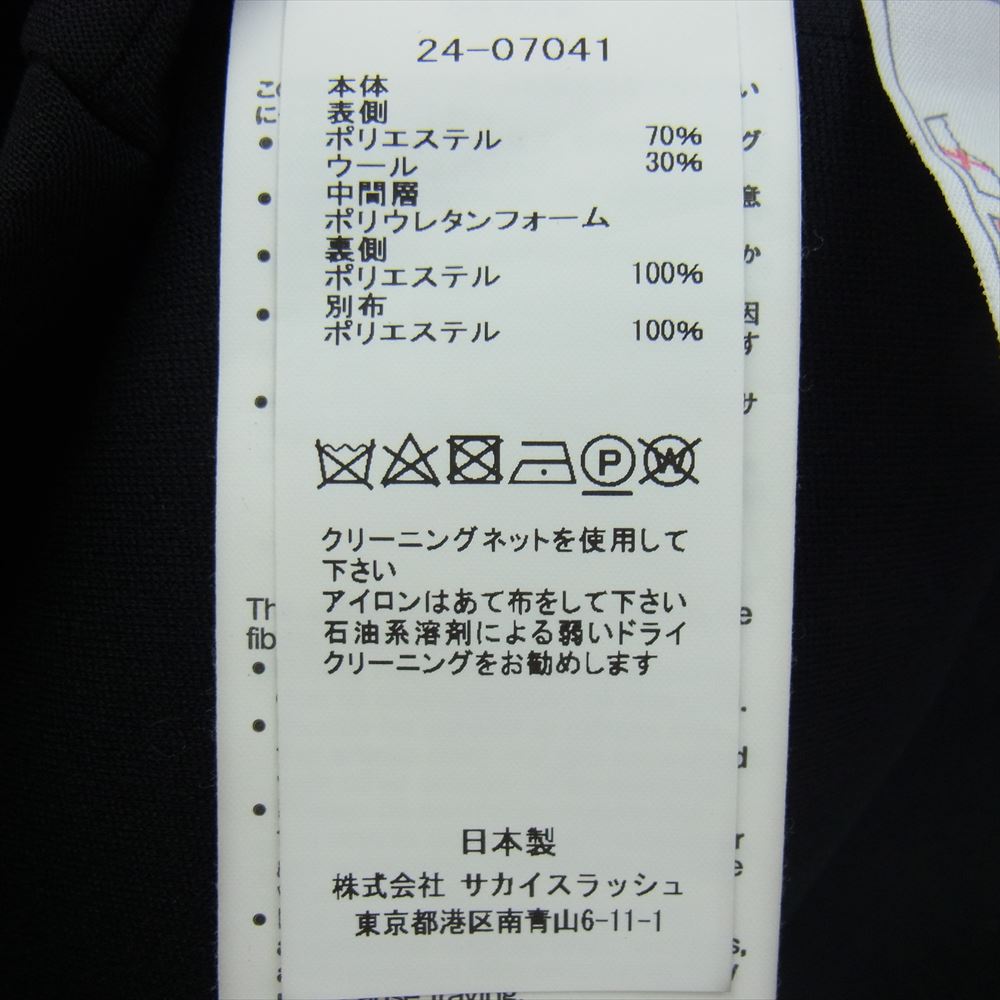 24-07041
本体
表側
ポリエステル 70%
ウール 30%
中間層
ポリウレタンフォーム
裏側
ポリエステル 100%
別布
ポリエステル 100%
P W
クリーニングネットを使用して
下さい
アイロンはあて布をして下さい
石油系溶剤による弱いドライ
クリーニングをお勧めします
日本製
株式会社 サカイスラッシュ
東京都港区南青山6-11-1